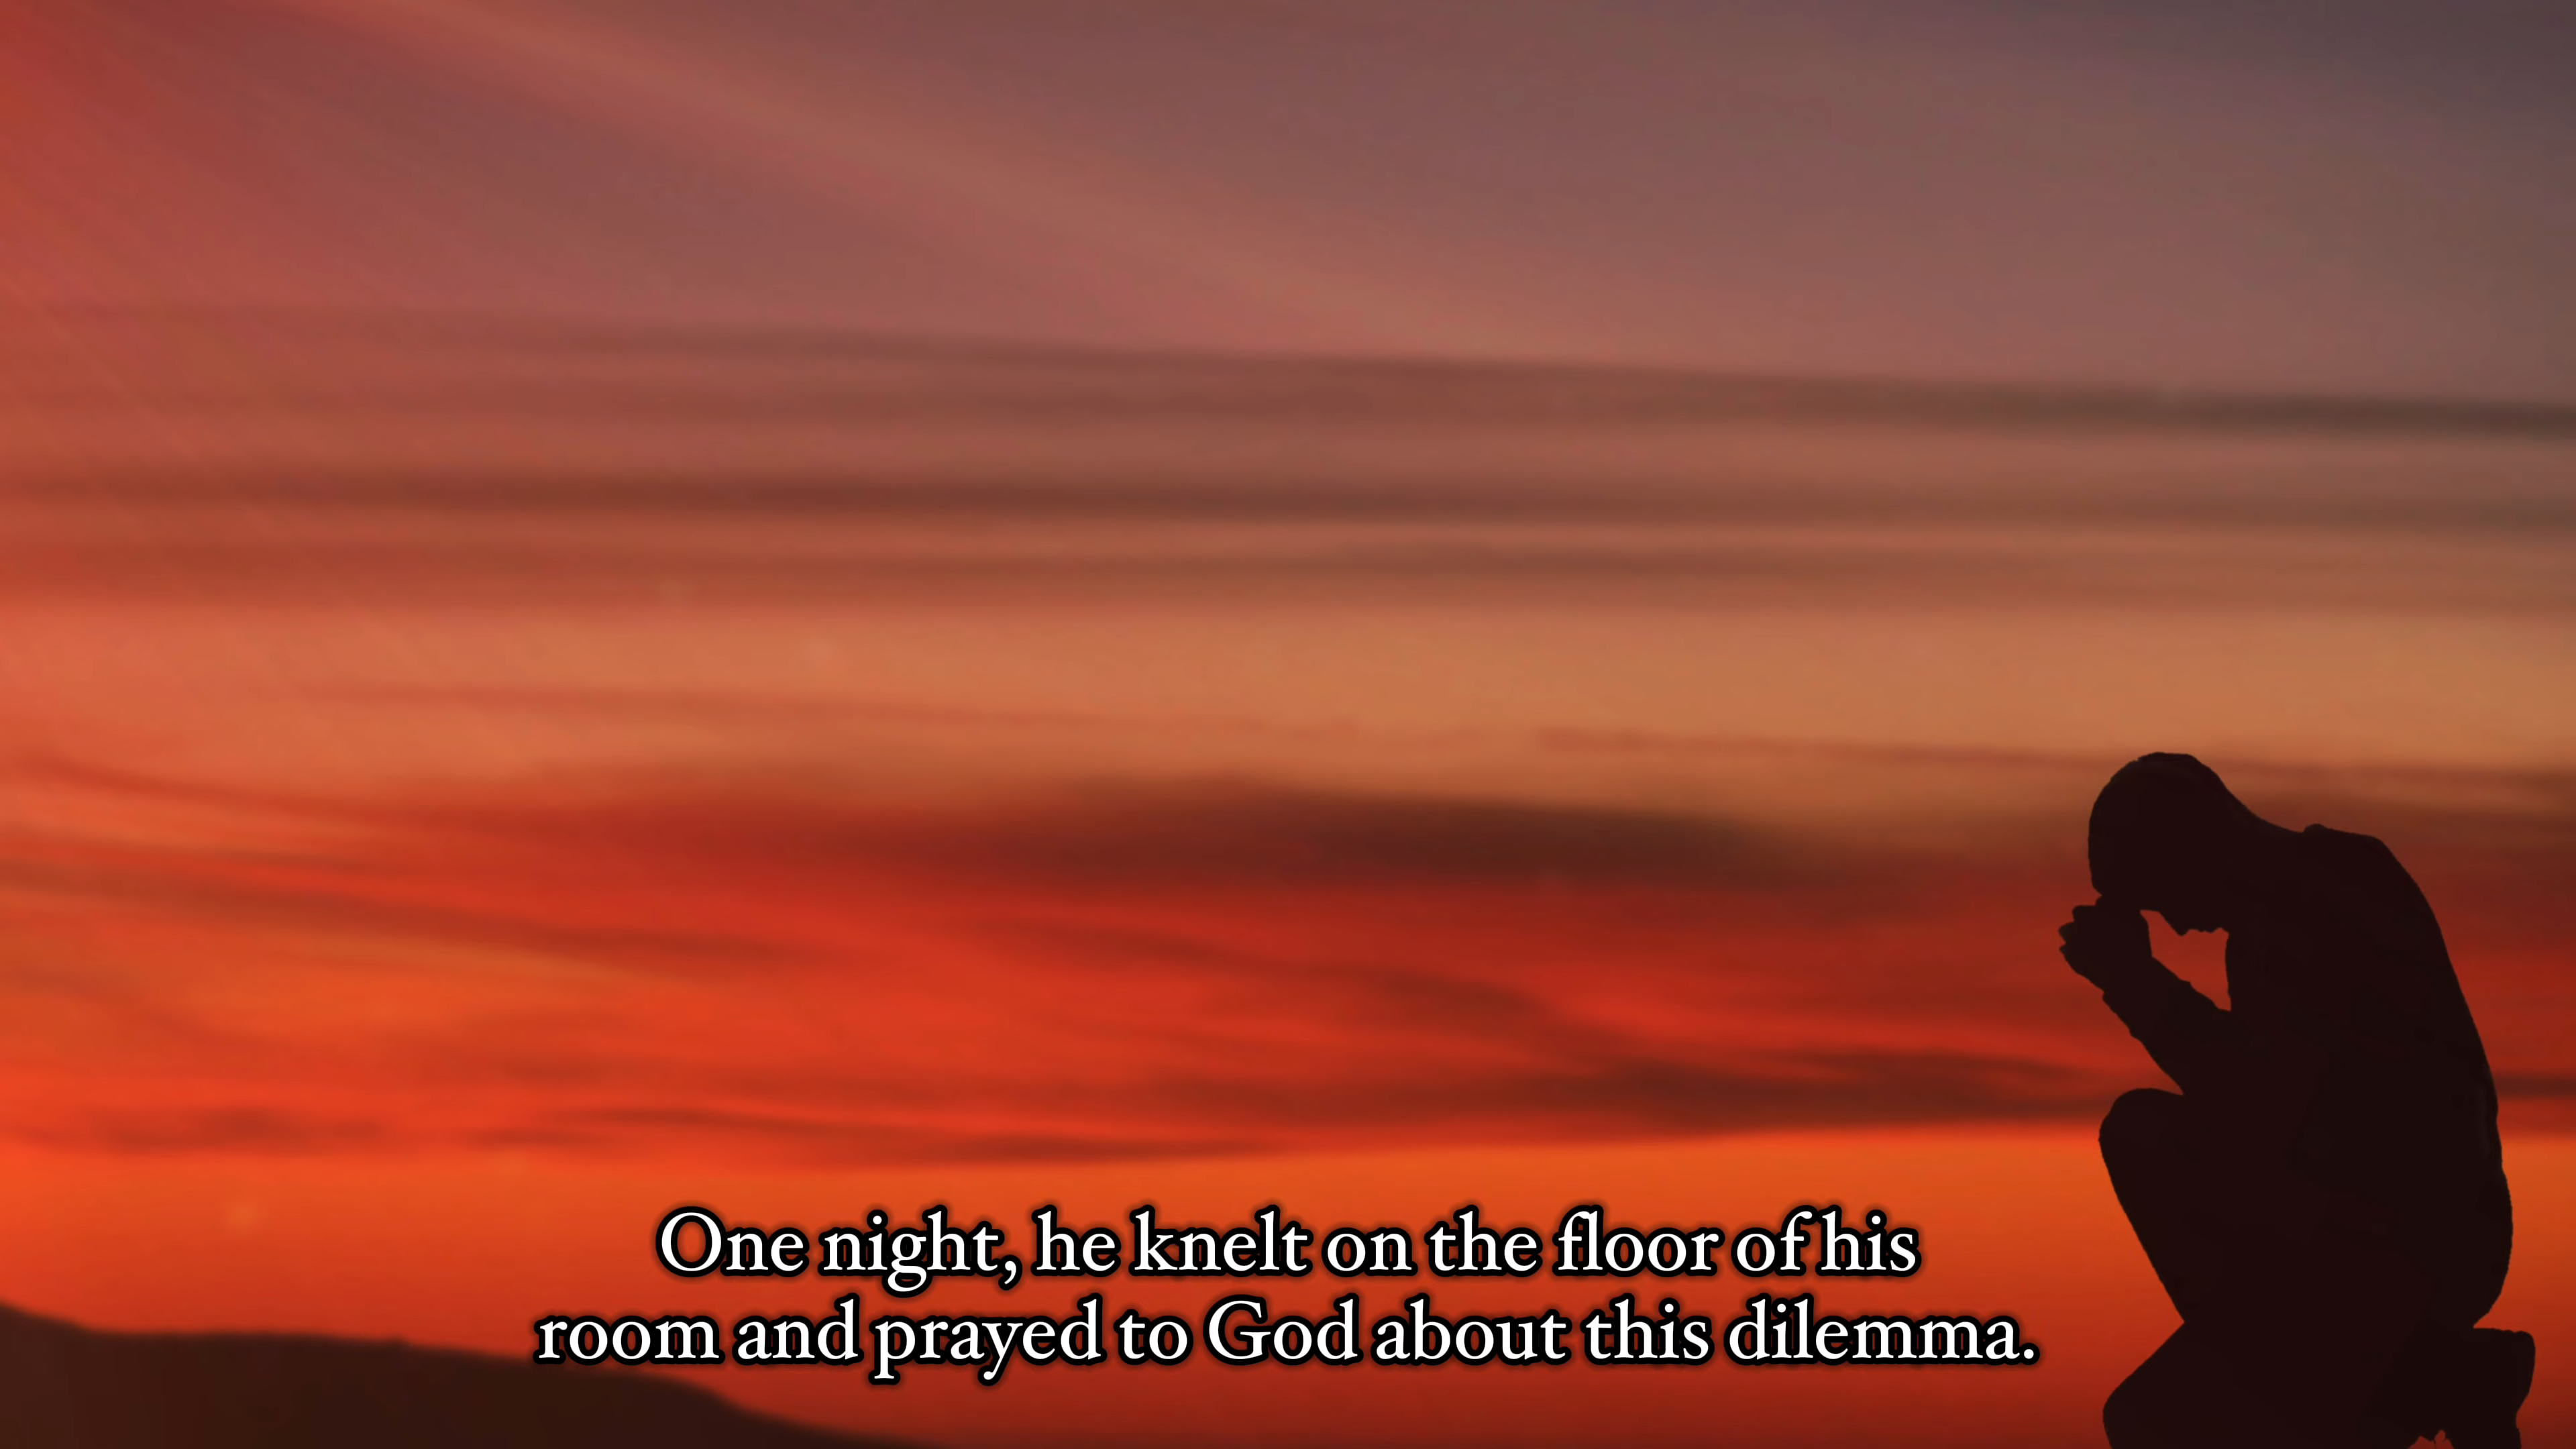 One night, he knelt on the floor of his
room and prayed to God about this dilemma.